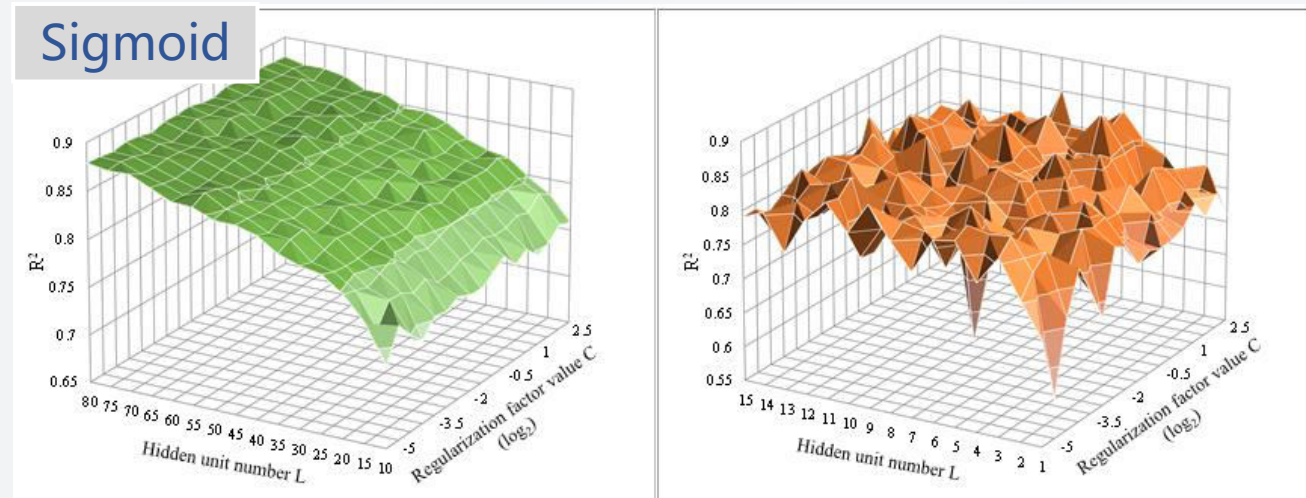 Sigmoid
0.9
0.85
0.8
0.75
0.7
0.65
R²
80 75 70 65 60 55 50 45 40 35 30 25 20 15 10
Hidden unit number L
-5 -3.5 -2 -0.5 1 2.5
Regularization factor value C
(log₂)
0.9
0.85
0.8
0.75
0.7
0.65
0.6
0.55
R²
15 14 13 12 11 10 9 8 7 6 5 4 3 2 1
Hidden unit number L
-5 -3.5 -2 -0.5 1 2.5
Regularization factor value C
(log₂)